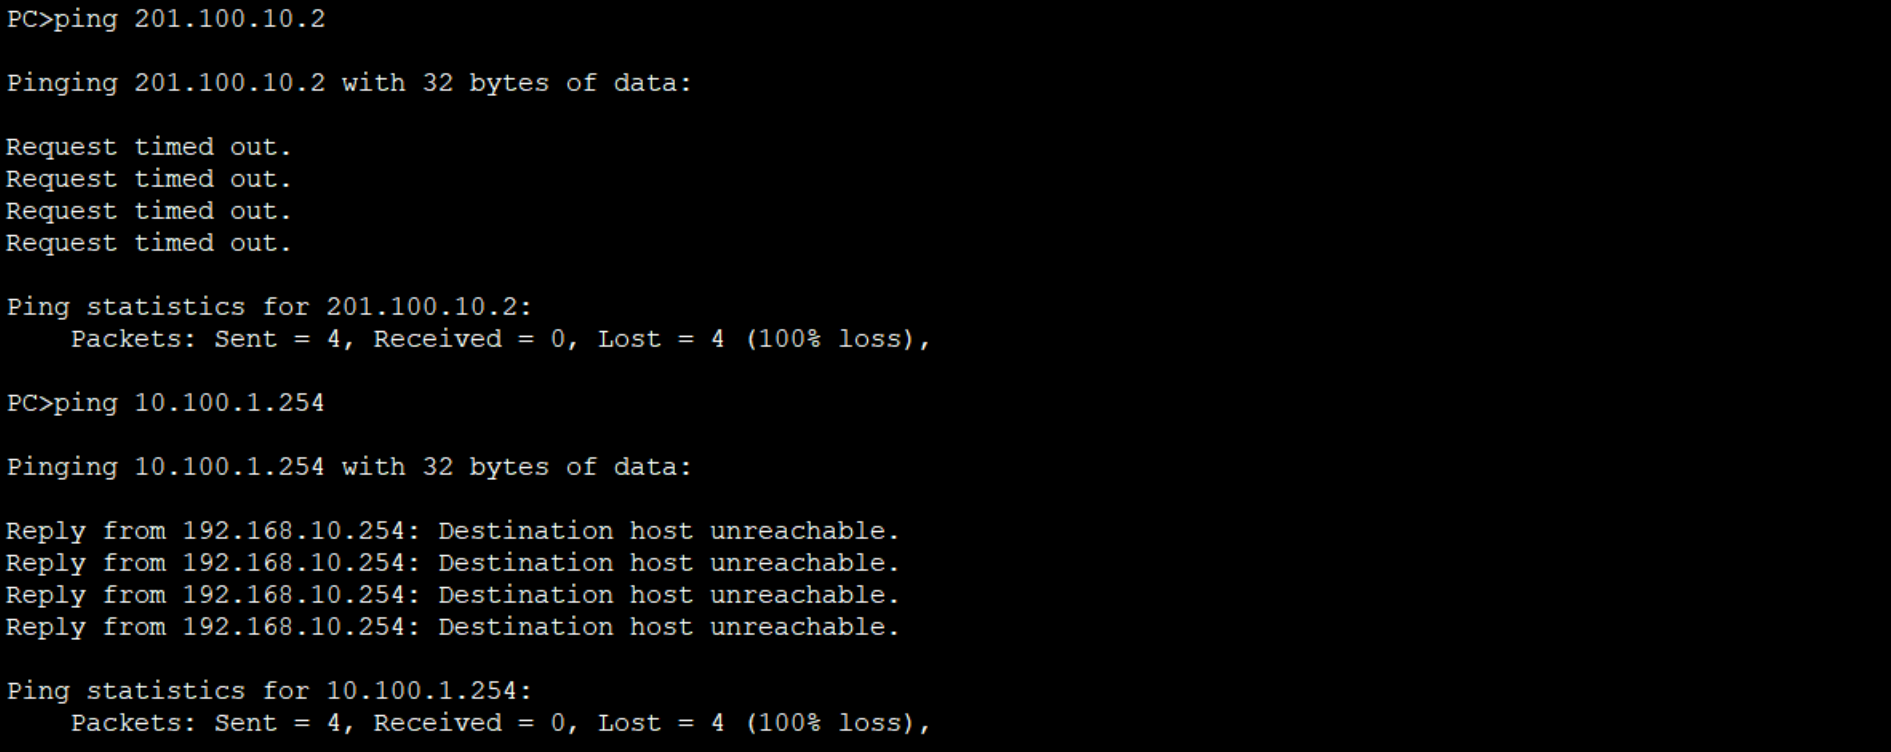 PC>ping 201.100.10.2
Pinging 201.100.10.2 with 32 bytes of data:
Request timed out.
Request timed out.
Request timed out.
Request timed out.
Ping statistics for 201.100.10.2:
    Packets: Sent = 4, Received = 0, Lost = 4 (100% loss),
PC>ping 10.100.1.254
Pinging 10.100.1.254 with 32 bytes of data:
Reply from 192.168.10.254: Destination host unreachable.
Reply from 192.168.10.254: Destination host unreachable.
Reply from 192.168.10.254: Destination host unreachable.
Reply from 192.168.10.254: Destination host unreachable.
Ping statistics for 10.100.1.254:
    Packets: Sent = 4, Received = 0, Lost = 4 (100% loss),